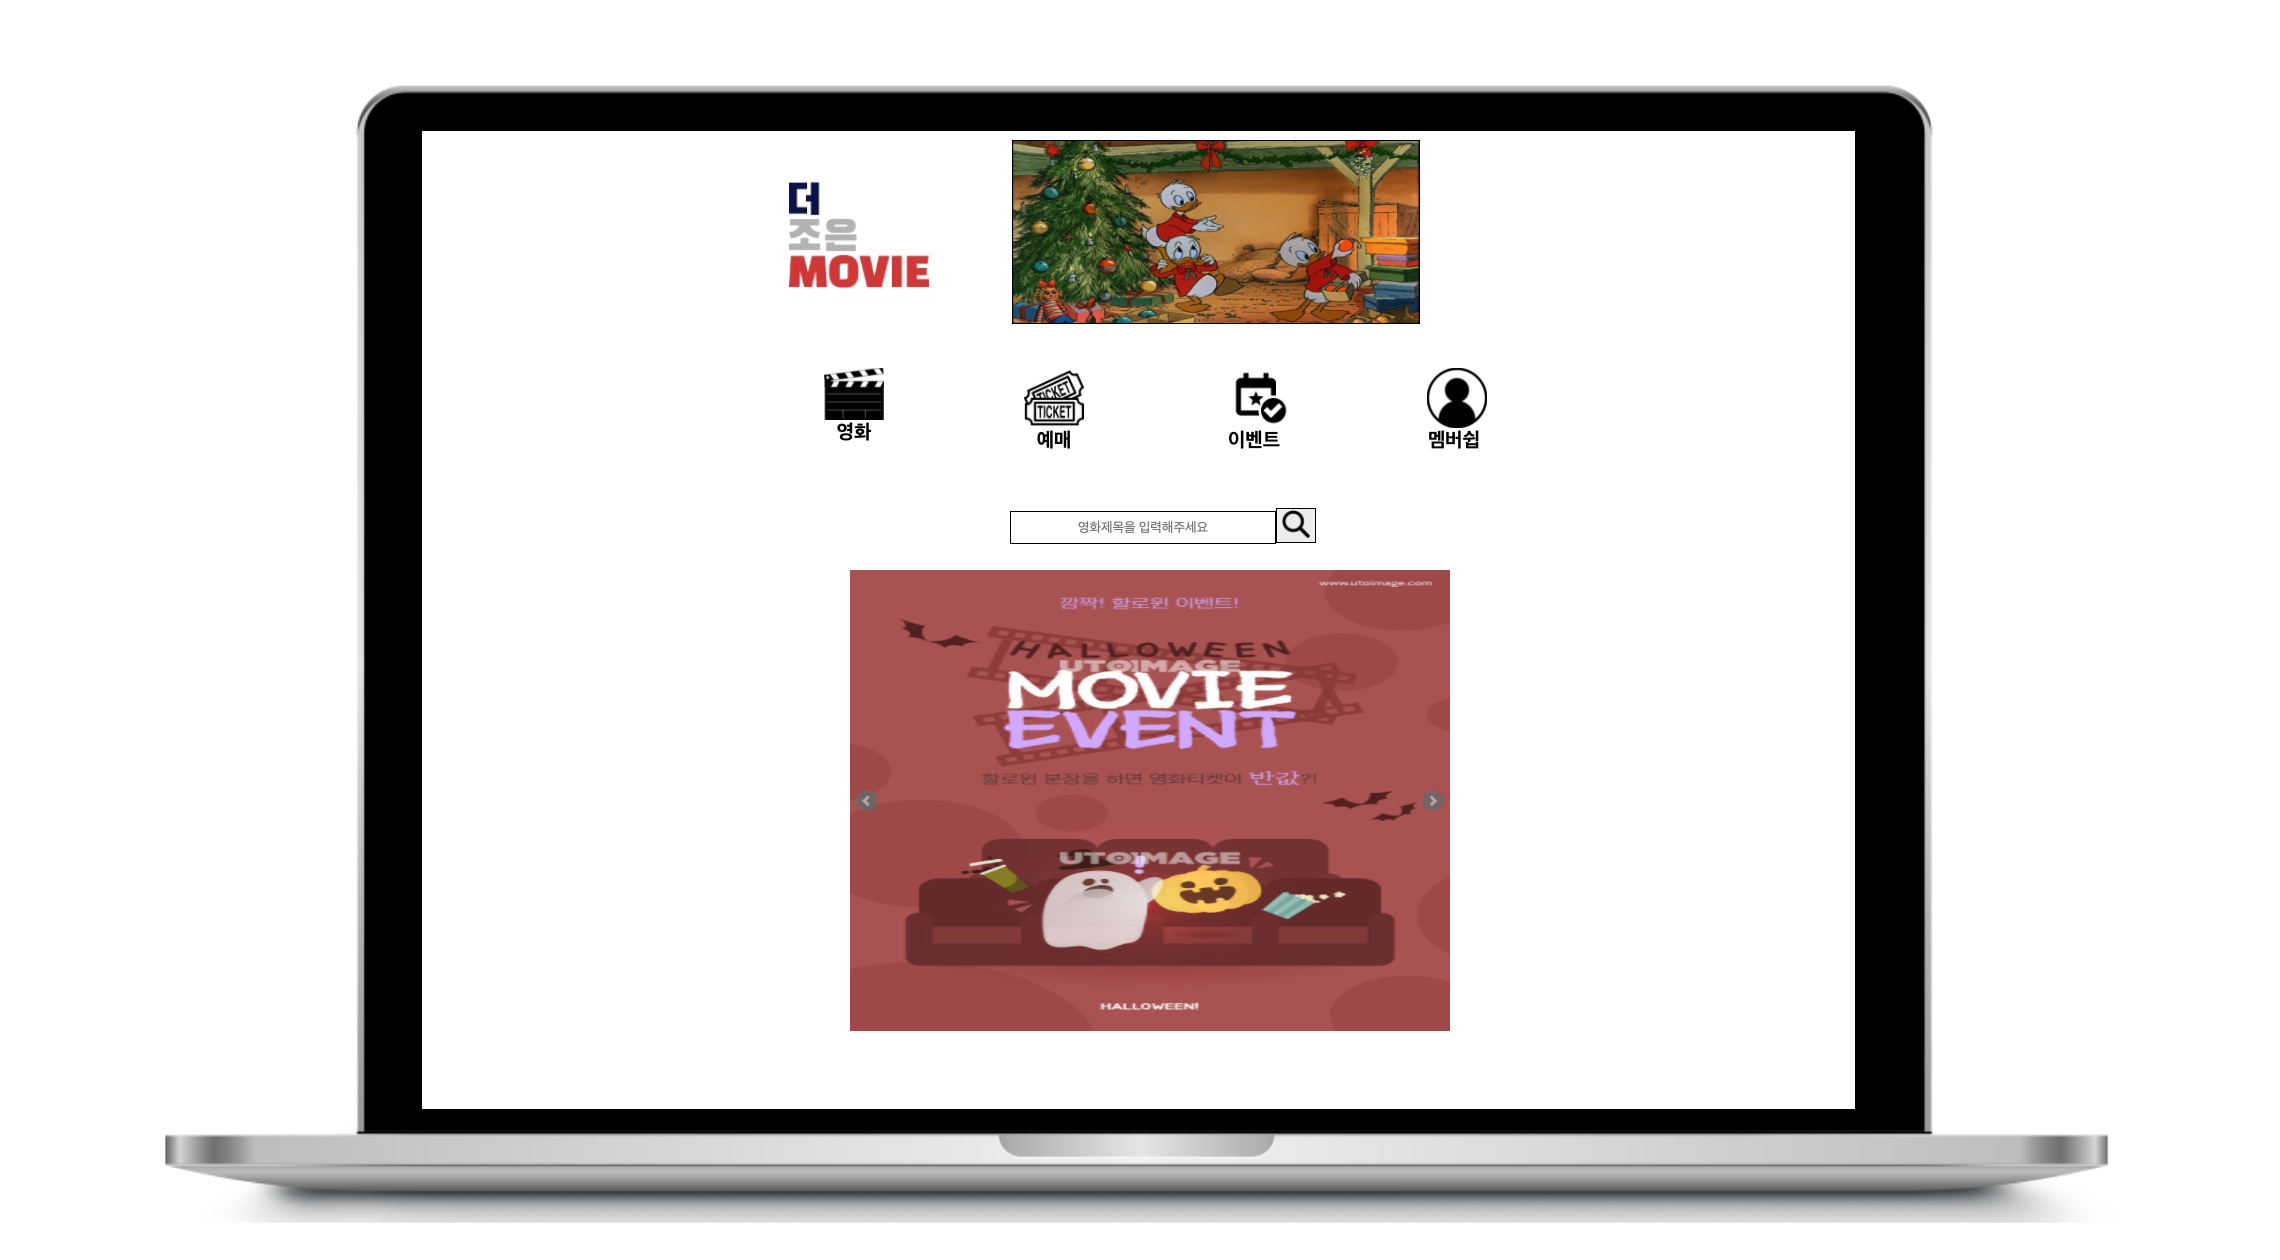 더
조은
MOVIE
TICKET
TICKET
영화
예매
이벤트
멤버쉽
영화제목을 입력해주세요
www.utoimage.com
깜짝! 할로윈 이벤트!
HALLOWEEN
UTOIMAGE
MOVIE
EVENT
할로윈 분장을 하면 영화티켓이 반값?!
UTOIMAGE
HALLOWEEN!